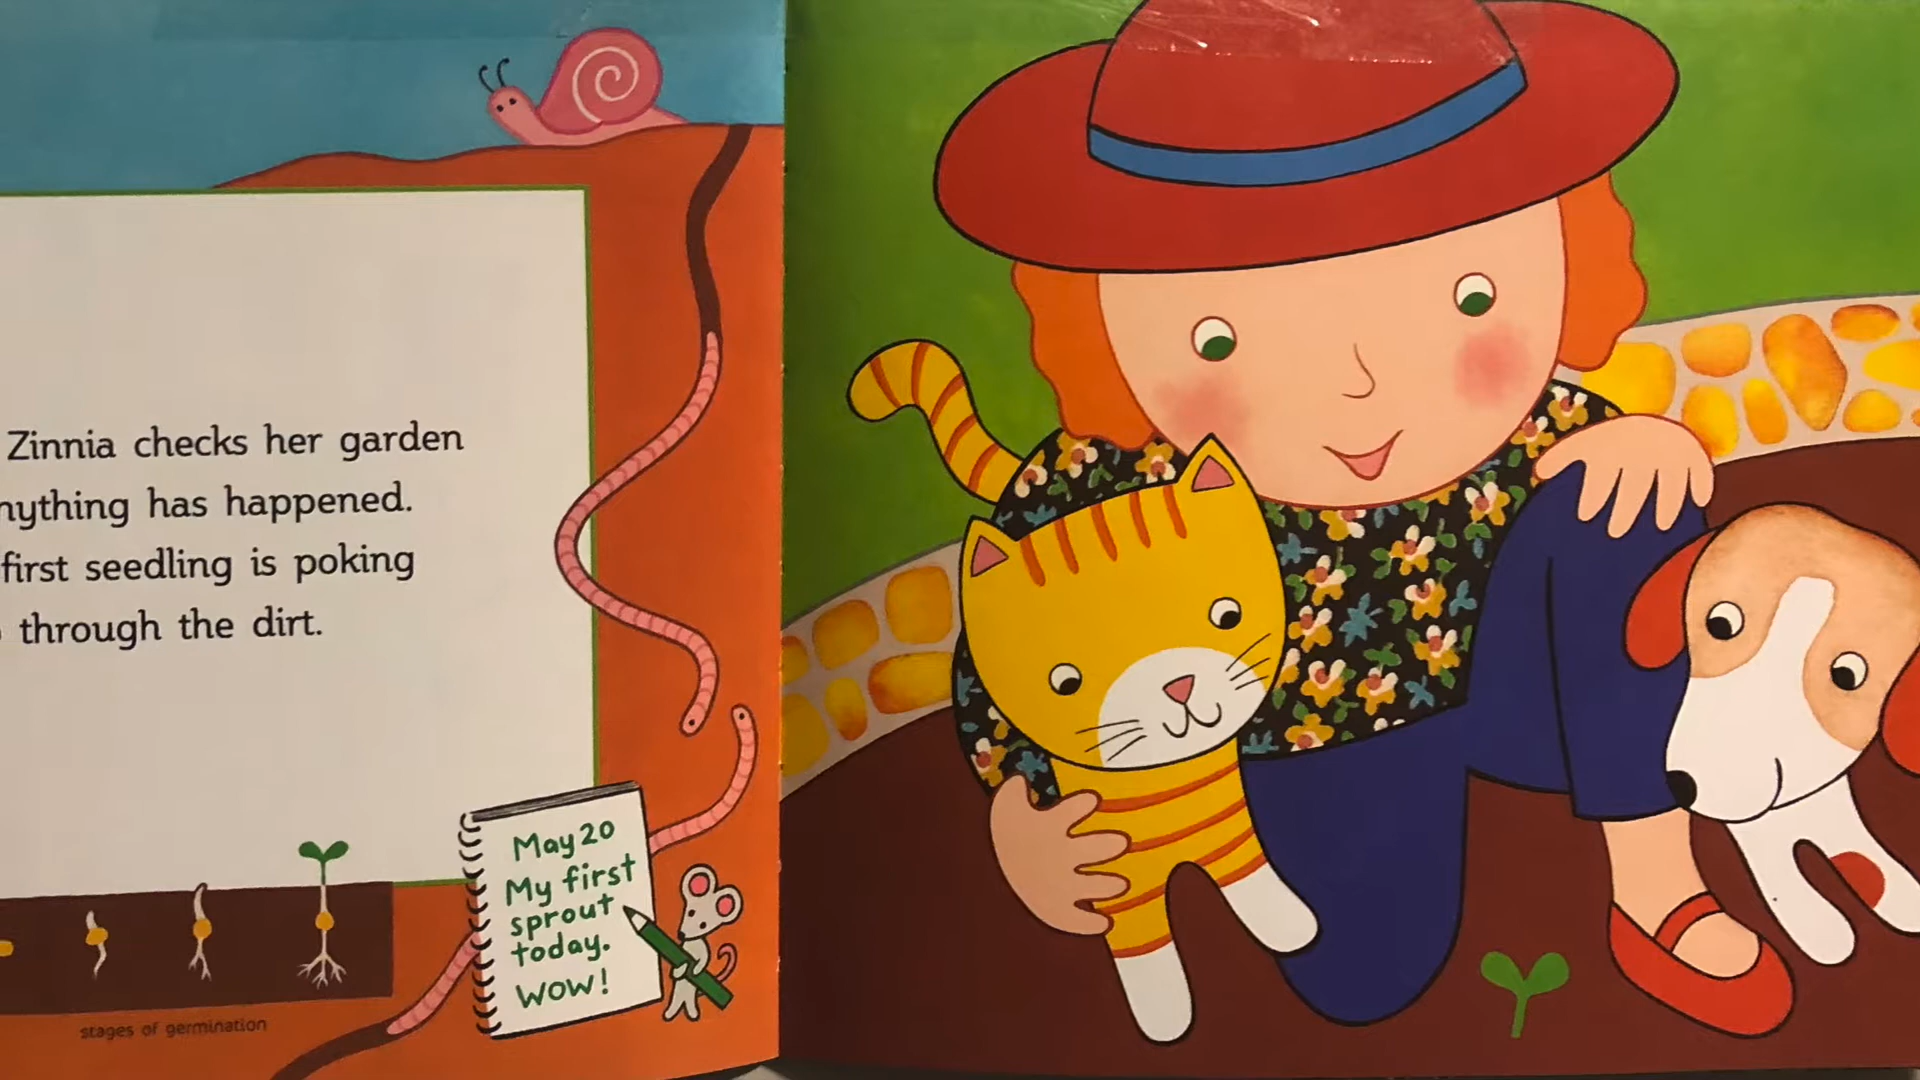 Zinnia checks her garden
nything has happened.
first seedling is poking
through the dirt.
May 20
My first
sprout
today.
WOW!
stages of germination